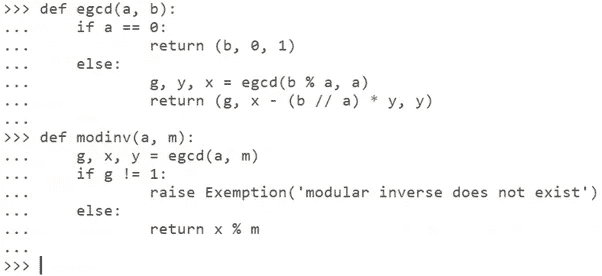 >>> def egcd(a, b):
...     if a == 0:
...             return (b, 0, 1)
...     else:
...             g, y, x = egcd(b % a, a)
...             return (g, x - (b // a) * y, y)
...
>>> def modinv(a, m):
...     g, x, y = egcd(a, m)
...     if g != 1:
...             raise Exemption('modular inverse does not exist')
...     else:
...             return x % m
...
>>>